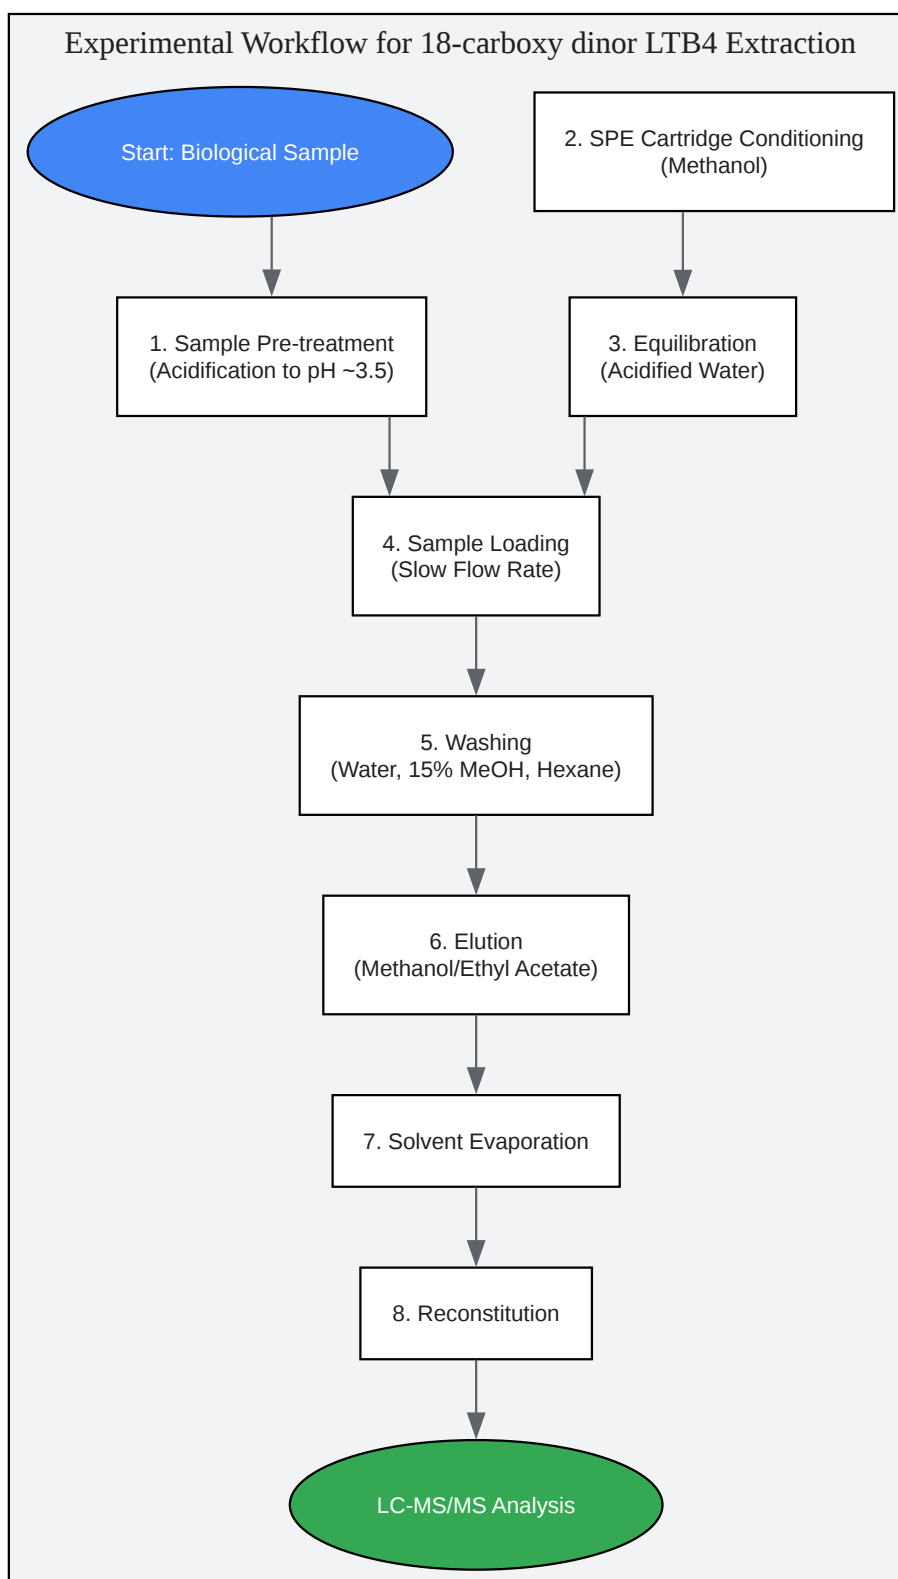 Experimental Workflow for 18-carboxy dinor LTB4 Extraction
Start: Biological Sample
2. SPE Cartridge Conditioning
(Methanol)
1. Sample Pre-treatment
(Acidification to pH ~3.5)
3. Equilibration
(Acidified Water)
4. Sample Loading
(Slow Flow Rate)
5. Washing
(Water, 15% MeOH, Hexane)
6. Elution
(Methanol/Ethyl Acetate)
7. Solvent Evaporation
8. Reconstitution
LC-MS/MS Analysis